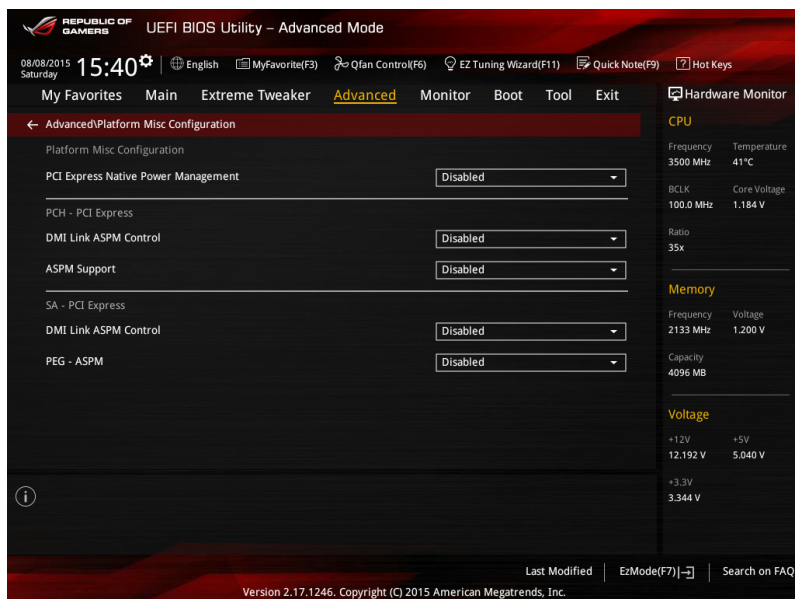 REPUBLIC OF
GAMERS
UEFI BIOS Utility – Advanced Mode
08/08/2015
Saturday
15:40
English
MyFavorite(F3)
Qfan Control(F6)
EZ Tuning Wizard(F11)
Quick Note(F9)
? Hot Keys
My Favorites Main Extreme Tweaker Advanced Monitor Boot Tool Exit
Hardware Monitor
← Advanced\Platform Misc Configuration
Platform Misc Configuration
PCI Express Native Power Management Disabled
PCH - PCI Express
DMI Link ASPM Control Disabled
ASPM Support Disabled
SA - PCI Express
DMI Link ASPM Control Disabled
PEG - ASPM Disabled
CPU
Frequency Temperature
3500 MHz 41°C
BCLK Core Voltage
100.0 MHz 1.184 V
Ratio
35x
Memory
Frequency Voltage
2133 MHz 1.200 V
Capacity
4096 MB
Voltage
+12V +5V
12.192 V 5.040 V
+3.3V
3.344 V
i
Last Modified
EzMode(F7)
Search on FAQ
Version 2.17.1246. Copyright (C) 2015 American Megatrends, Inc.